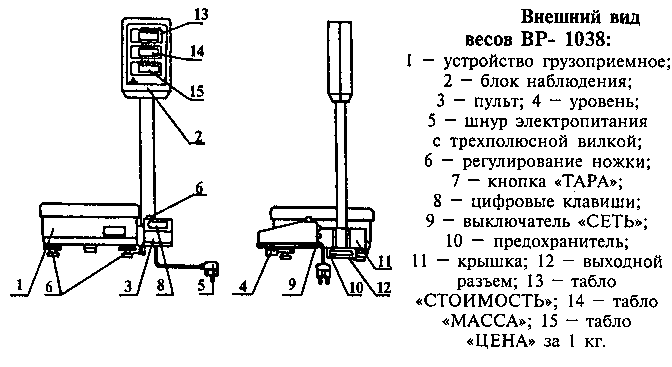 Внешний вид
весов ВР- 1038:
1 — устройство грузоприемное;
2 — блок наблюдения;
3 — пульт; 4 — уровень;
5 — шнур электропитания
с трехполюсной вилкой;
6 — регулирование ножки;
7 — кнопка «ТАРА»;
8 — цифровые клавиши;
9 — выключатель «СЕТЬ»;
10 — предохранитель;
11 — крышка; 12 — выходной
разъем; 13 — табло
«СТОИМОСТЬ»; 14 — табло
«МАССА»; 15 — табло
«ЦЕНА» за 1 кг.
13
14
15
2
6
1 6 3 8 5
4 9 10 12
11